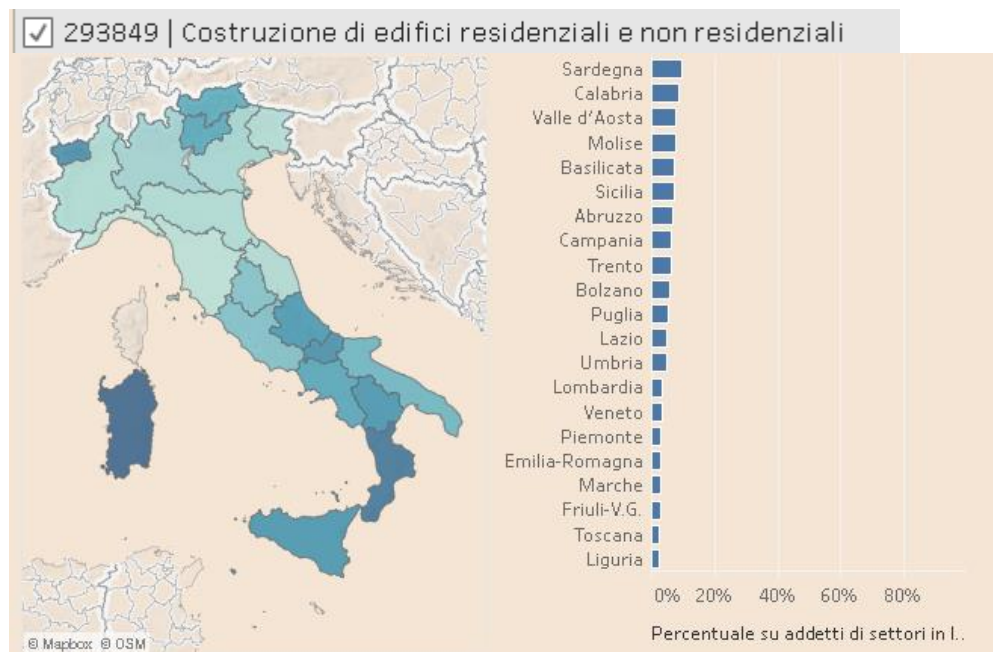 293849 | Costruzione di edifici residenziali e non residenziali
Sardegna
Calabria
Valle d'Aosta
Molise
Basilicata
Sicilia
Abruzzo
Campania
Trento
Bolzano
Puglia
Lazio
Umbria
Lombardia
Veneto
Piemonte
Emilia-Romagna
Marche
Friuli-V.G.
Toscana
Liguria
0% 20% 40% 60% 80%
Percentuale su addetti di settori in l..
© Mapbox © OSM